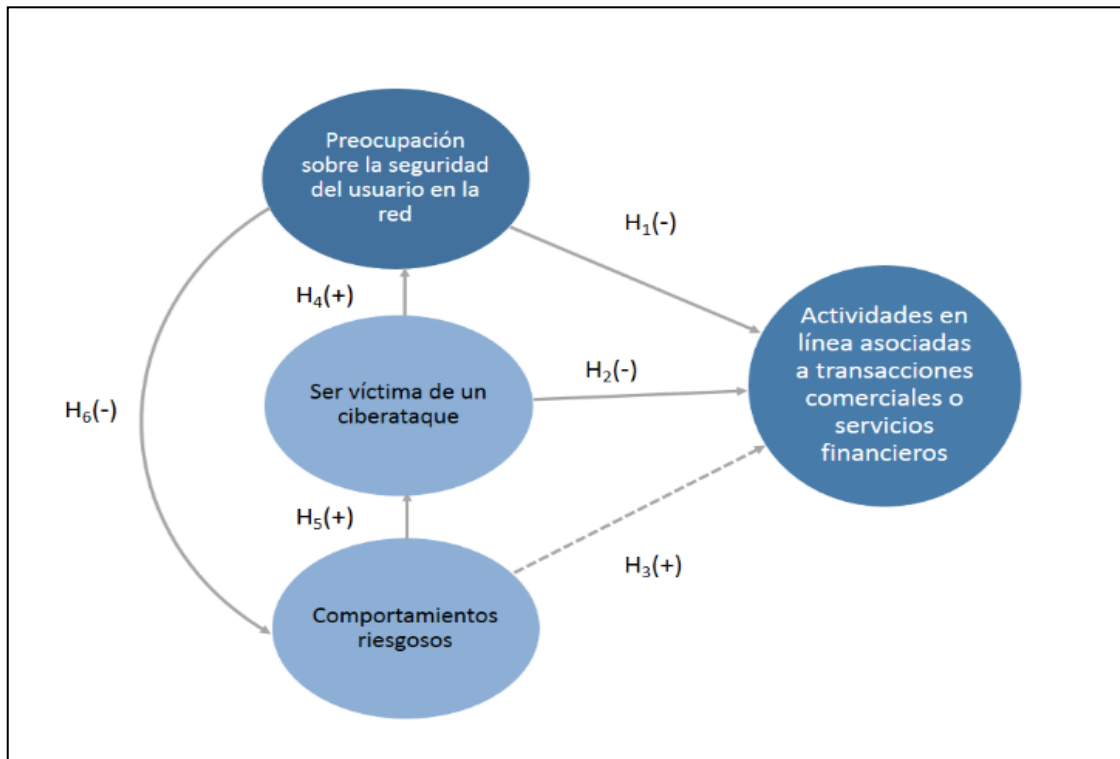 Preocupación
sobre la seguridad
del usuario en la
red
H₁(-)
H₄(+)
Actividades en
línea asociadas
a transacciones
comerciales o
servicios
financieros
Ser víctima de un
ciberataque
H₂(-)
H₆(-)
H₅(+)
H₃(+)
Comportamientos
riesgosos